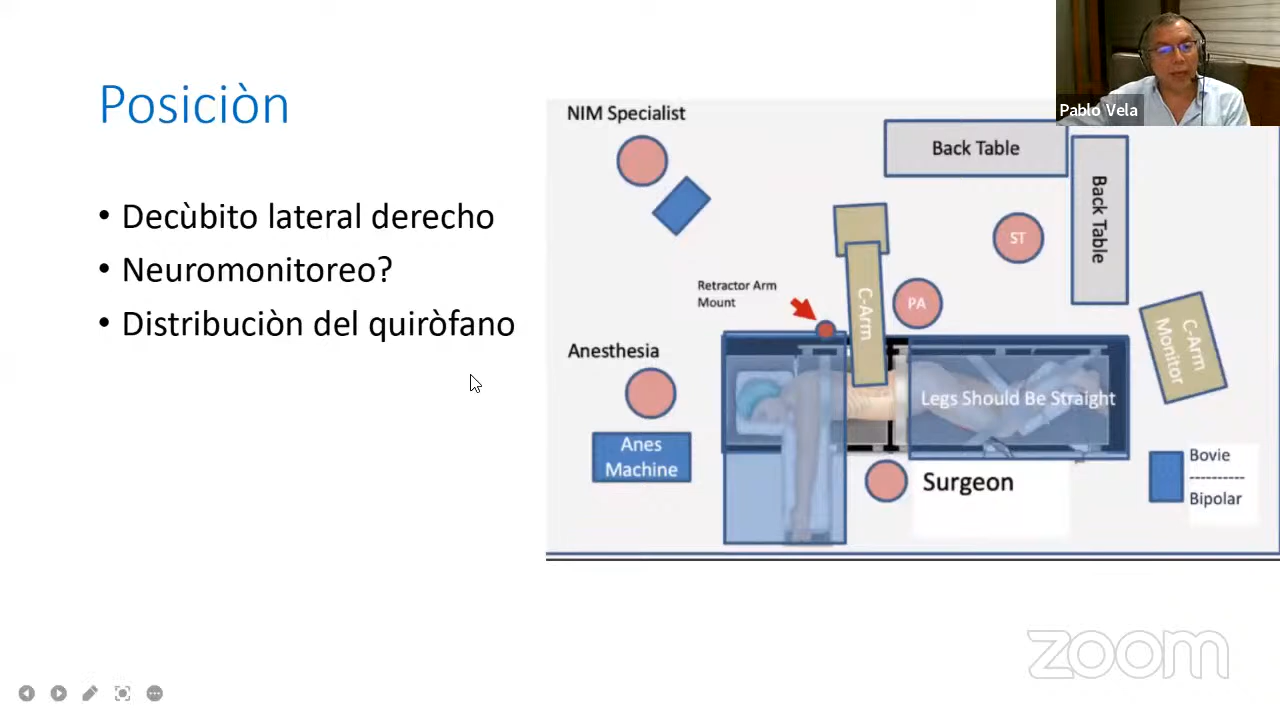 Posiciòn
• Decùbito lateral derecho
• Neuromonitoreo?
• Distribuciòn del quiròfano
Pablo Vela
NIM Specialist
Back Table
Back Table
ST
Retractor Arm
Mount
C-Arm
PA
C-Arm
Monitor
Anesthesia
Legs Should Be Straight
Anes
Machine
Surgeon
Bovie
----------
Bipolar
zoom